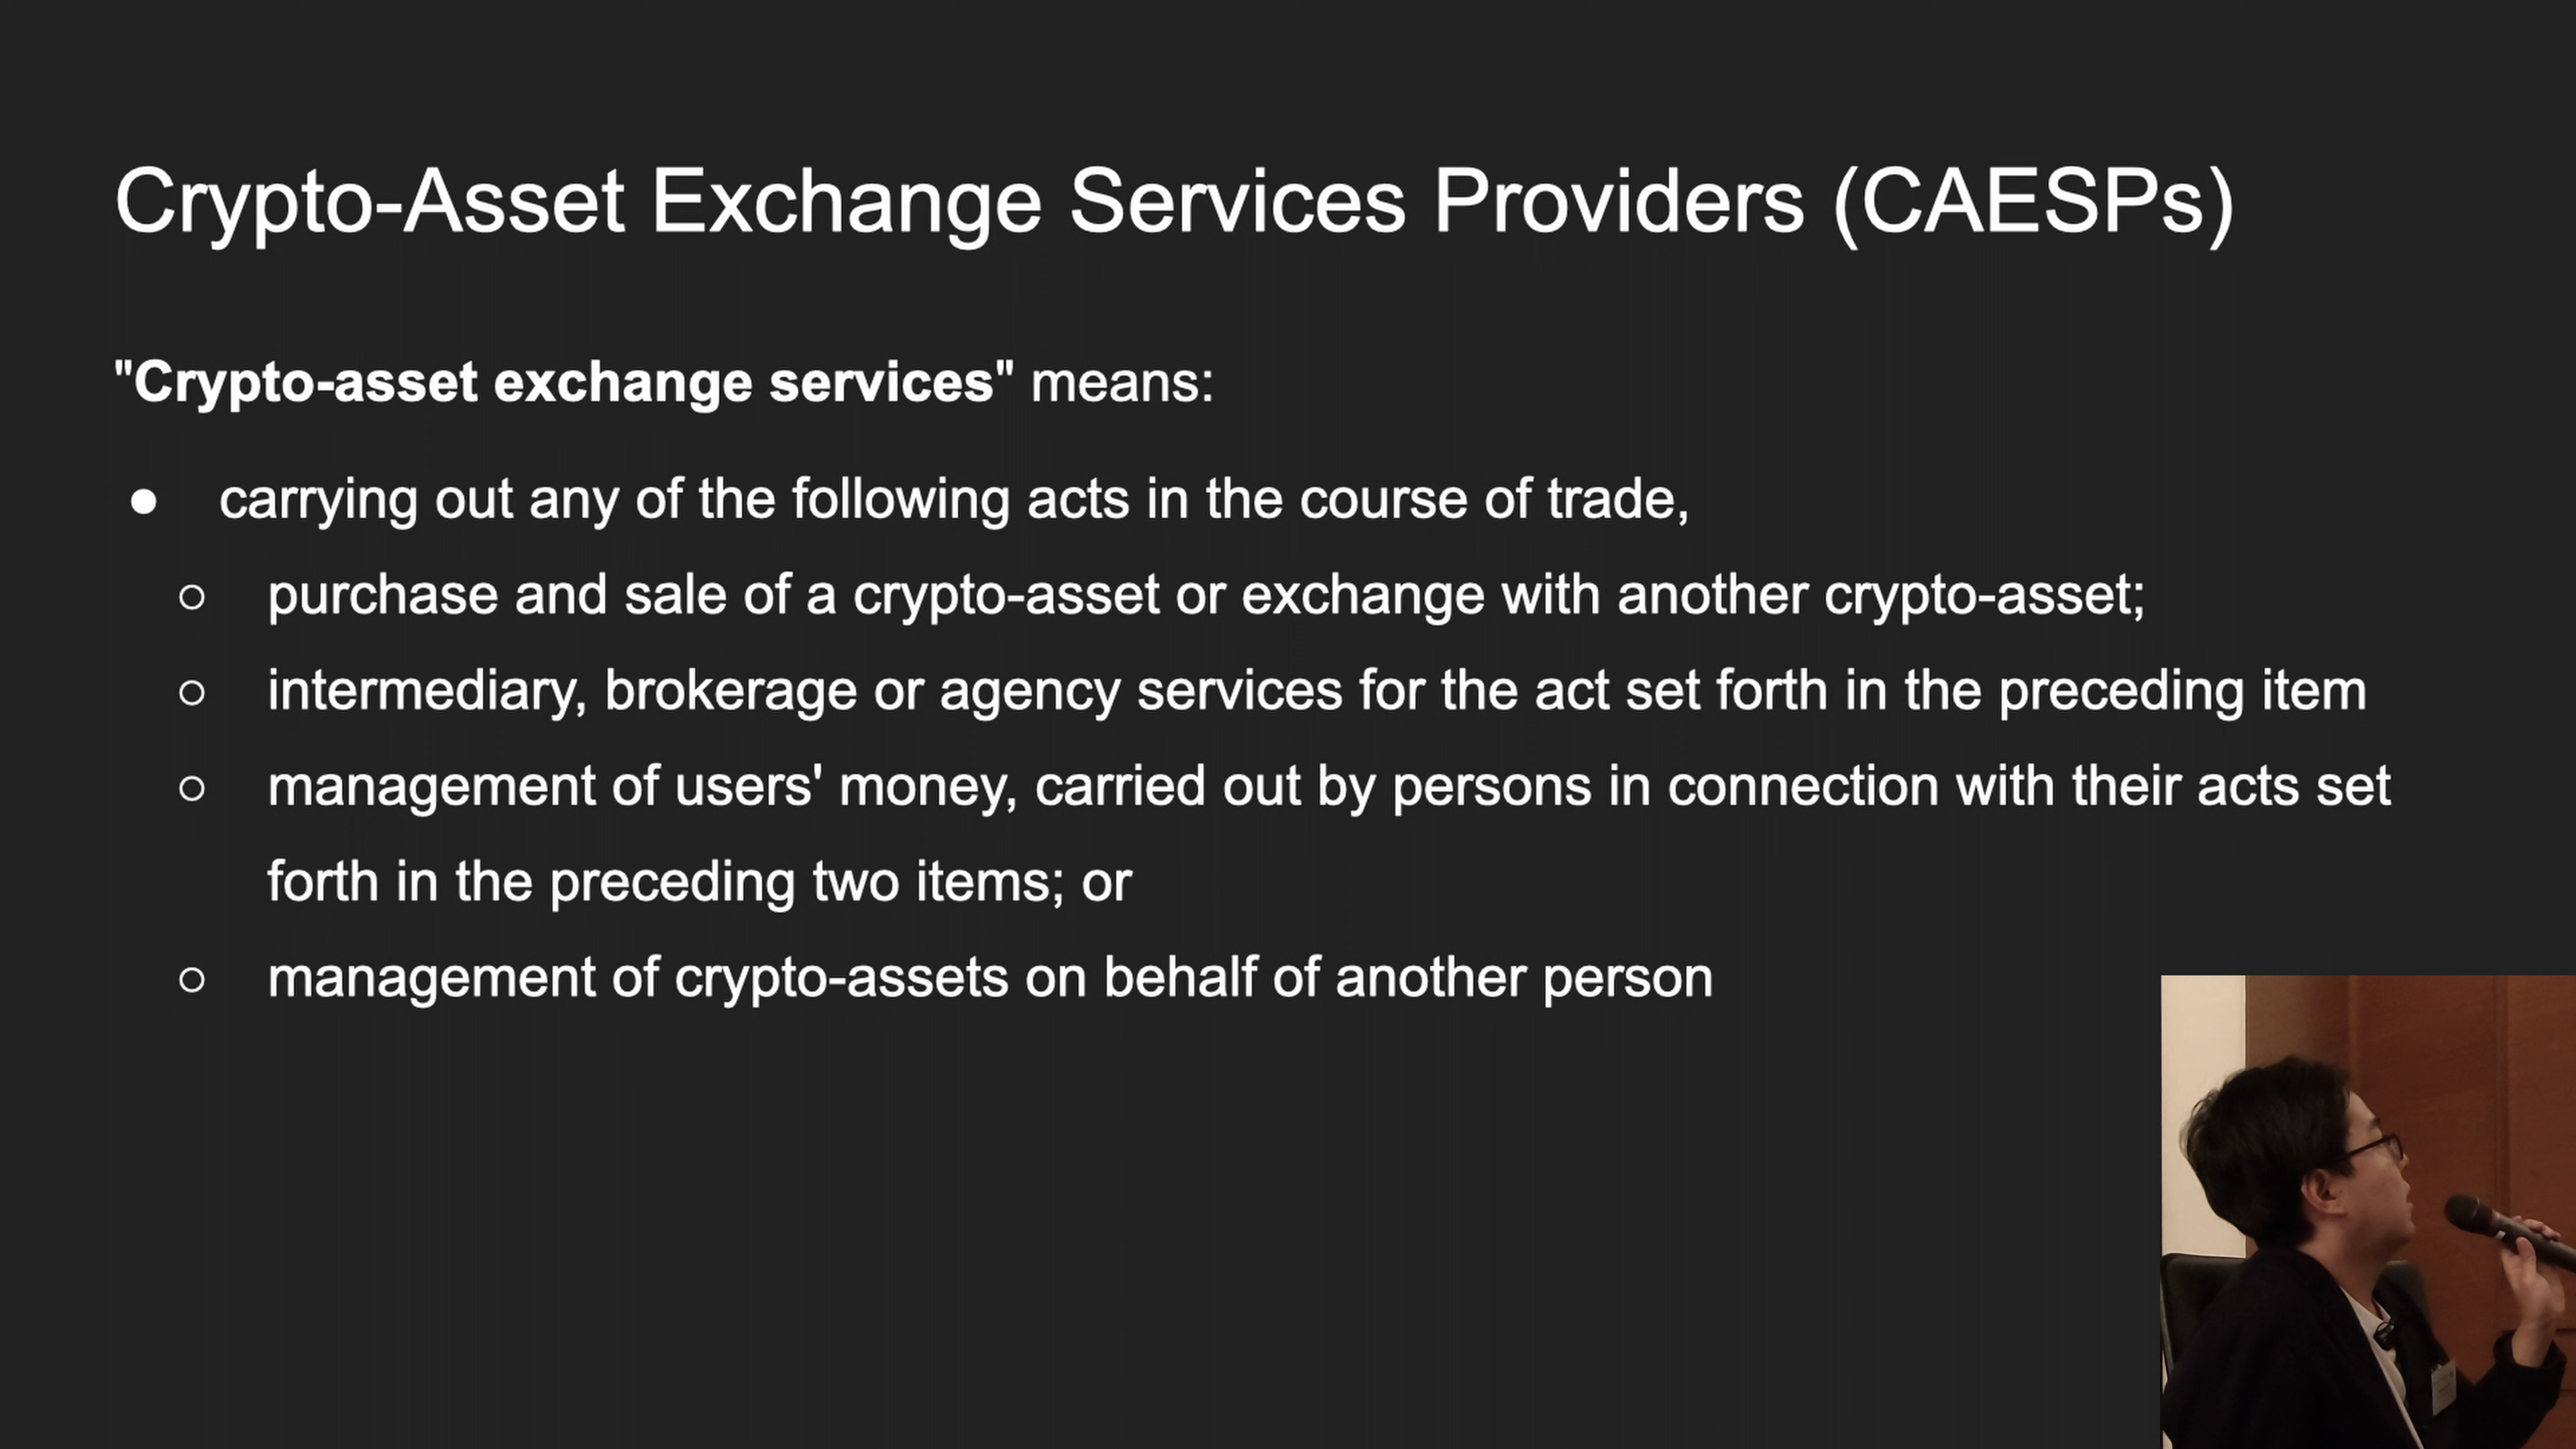 Crypto-Asset Exchange Services Providers (CAESPs)
"Crypto-asset exchange services" means:
● carrying out any of the following acts in the course of trade,
○ purchase and sale of a crypto-asset or exchange with another crypto-asset;
○ intermediary, brokerage or agency services for the act set forth in the preceding item
○ management of users' money, carried out by persons in connection with their acts set
forth in the preceding two items; or
○ management of crypto-assets on behalf of another person